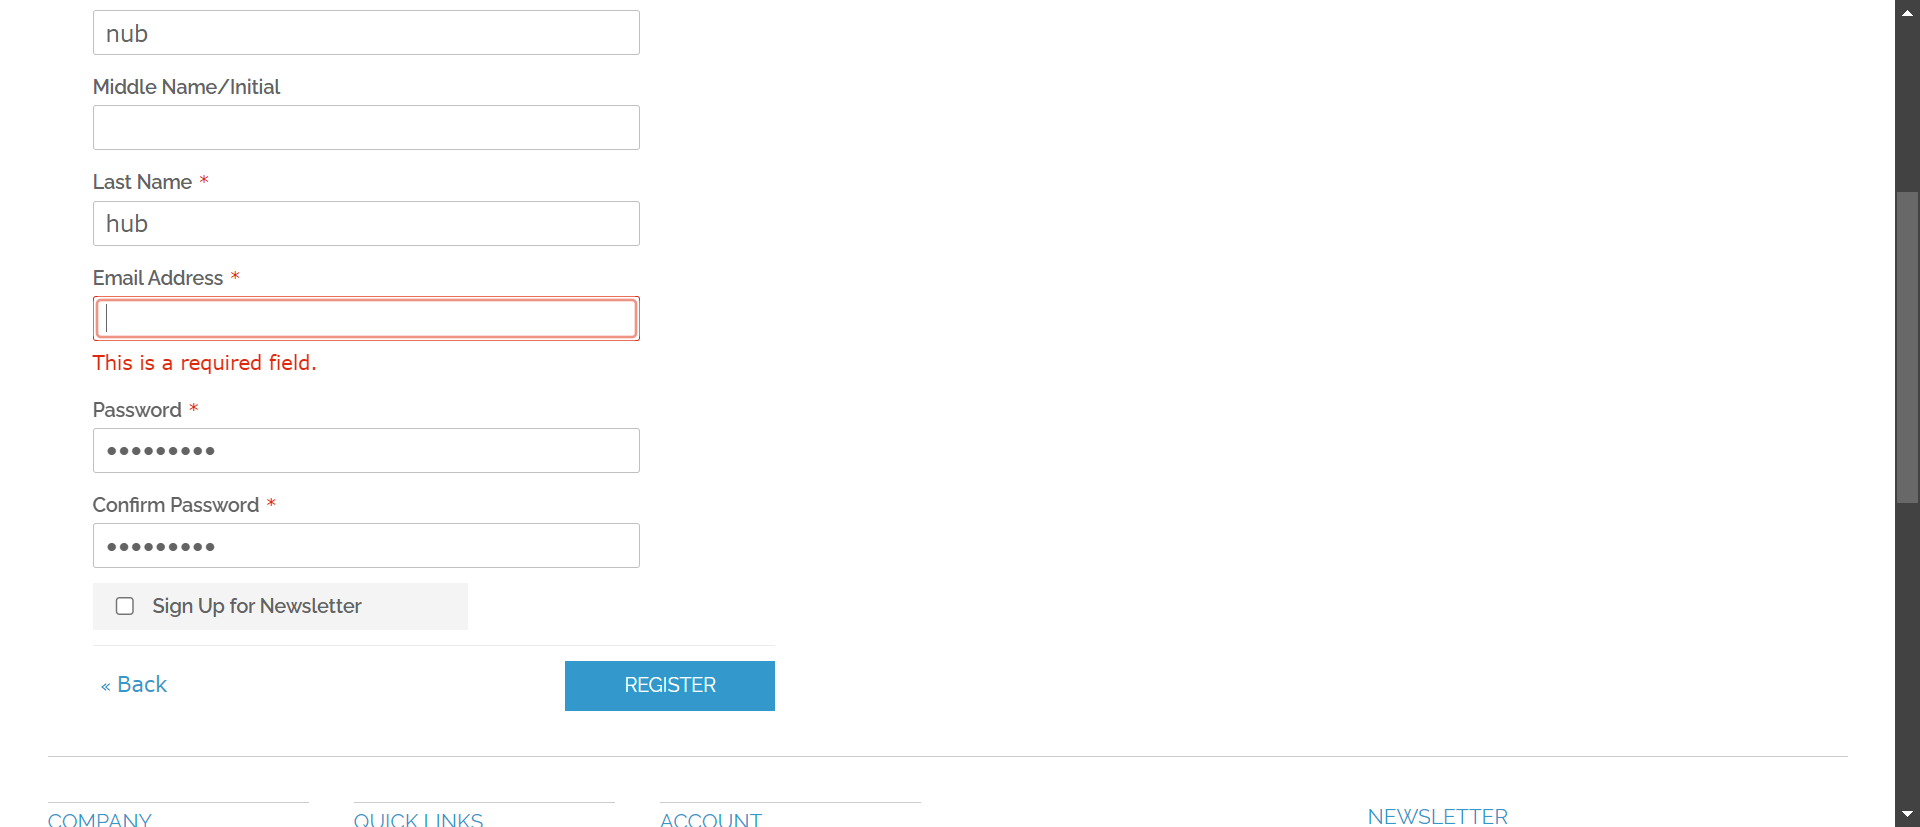 nub
Middle Name/Initial
Last Name *
hub
Email Address *
This is a required field.
Password *
•••••••••
Confirm Password *
•••••••••
Sign Up for Newsletter
« Back
REGISTER
COMPANY
QUICK LINKS
ACCOUNT
NEWSLETTER